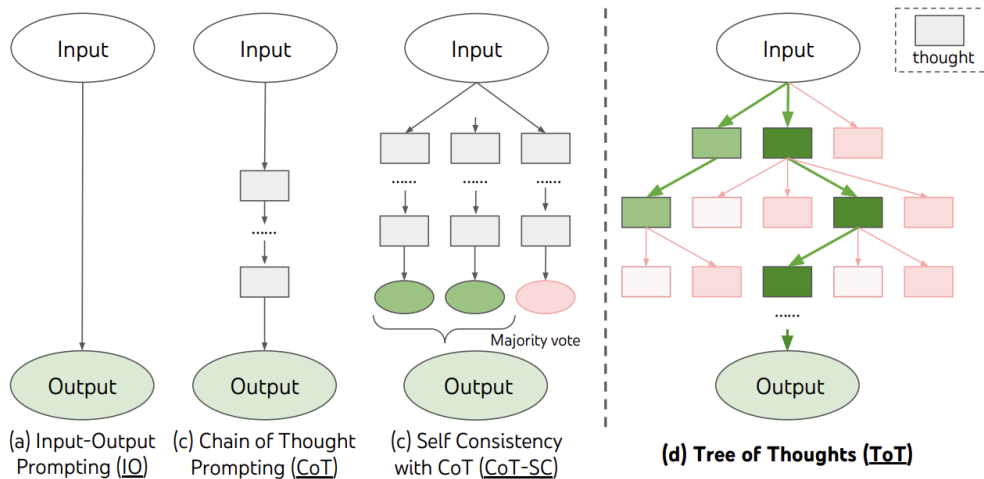 Input
Input
Input
Input
thought
......
......
......
......
......
Majority vote
Output
Output
Output
Output
(a) Input-Output
Prompting (IO)
(c) Chain of Thought
Prompting (CoT)
(c) Self Consistency
with CoT (CoT-SC)
(d) Tree of Thoughts (ToT)